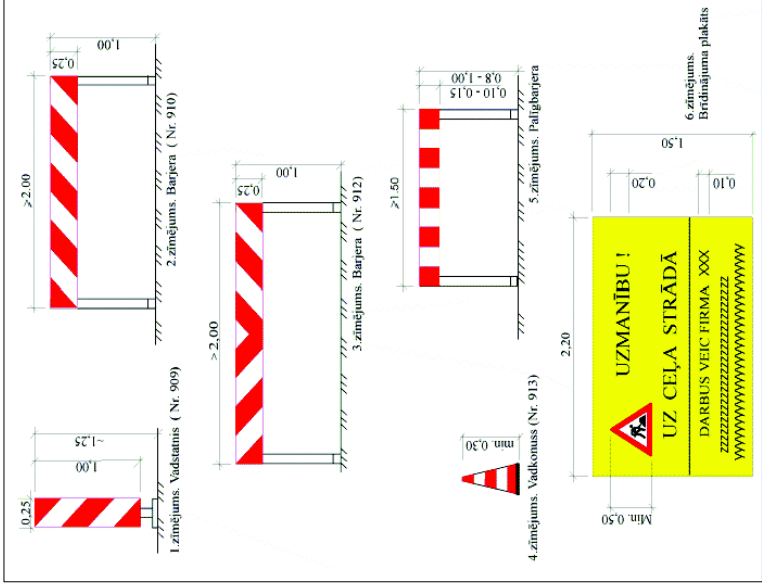 ≥2.00
0,25
1,00
2.zīmējums. Barjera ( Nr. 910)
0,25
1,00
~1,25
1.zīmējums. Vadstatnis ( Nr. 909)
> 2,00
0,25
1,00
3.zīmējums. Barjera ( Nr. 912)
≥1.50
0,10 - 0,15
0,8 - 1,00
5.zīmējums. Palīgbarjera
min. 0,30
4.zīmējums. Vadkonuss (Nr. 913)
2,20
1,50
0,20
0,10
Min. 0,50
UZMANĪBU !
UZ CEĻA STRĀDĀ
DARBUS VEIC FIRMA XXX
6.zīmējums.
Brīdinājuma plakāts